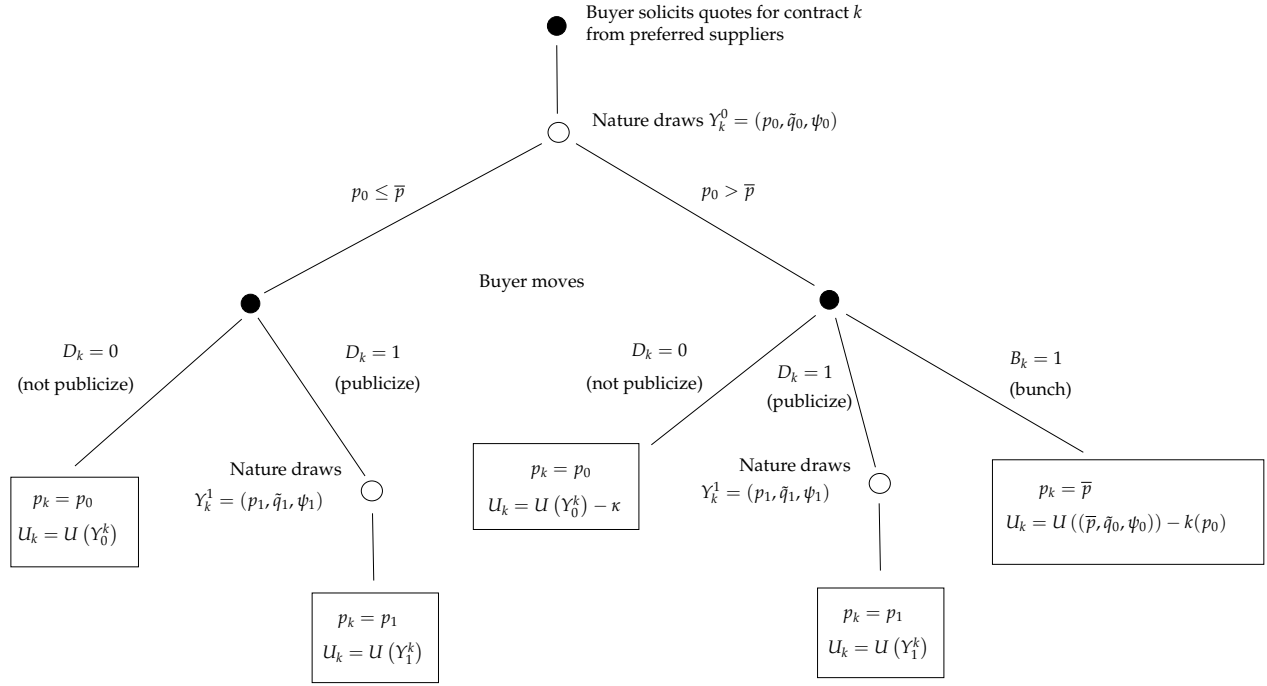 Buyer solicits quotes for contract k
from preferred suppliers
Nature draws Y_k^0 = (p_0, q̃_0, ψ_0)
p_0 ≤ p̅
p_0 > p̅
Buyer moves
D_k = 0
(not publicize)
D_k = 1
(publicize)
D_k = 0
(not publicize)
D_k = 1
(publicize)
B_k = 1
(bunch)
Nature draws
Y_k^1 = (p_1, q̃_1, ψ_1)
Nature draws
Y_k^1 = (p_1, q̃_1, ψ_1)
p_k = p_0
U_k = U (Y_0^k)
p_k = p_0
U_k = U (Y_0^k) − κ
p_k = p̅
U_k = U ((p̅, q̃_0, ψ_0)) − k(p_0)
p_k = p_1
U_k = U (Y_1^k)
p_k = p_1
U_k = U (Y_1^k)